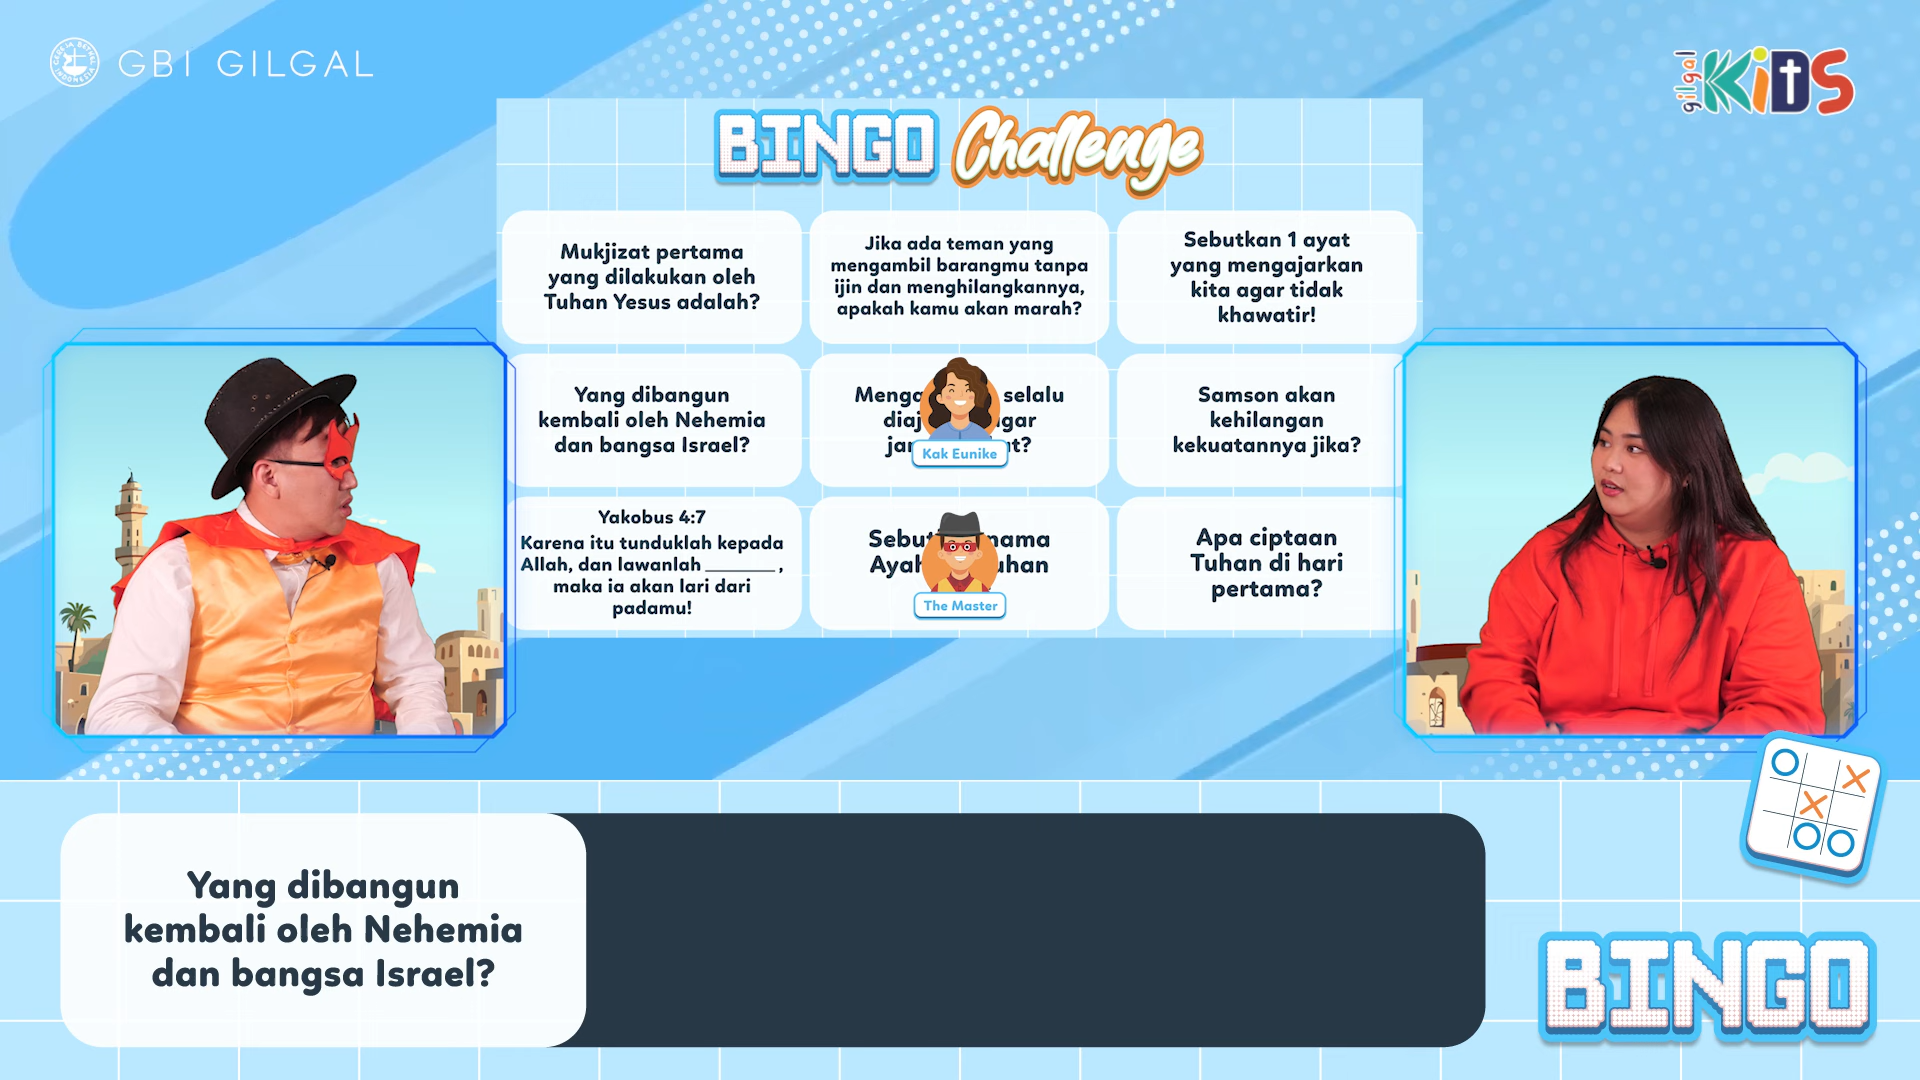 GBI GILGAL
GEREJA BETHEL INDONESIA
gilgal
KiDS
BINGO Challenge
Mukjizat pertama
yang dilakukan oleh
Tuhan Yesus adalah?
Jika ada teman yang
mengambil barangmu tanpa
ijin dan menghilangkannya,
apakah kamu akan marah?
Sebutkan 1 ayat
yang mengajarkan
kita agar tidak
khawatir!
Yang dibangun
kembali oleh Nehemia
dan bangsa Israel?
selalu
Kak Eunike
Samson akan
kehilangan
kekuatannya jika?
Yakobus 4:7
Karena itu tunduklah kepada
Allah, dan lawanlah ________ ,
maka ia akan lari dari
padamu!
nama
The Master
Apa ciptaan
Tuhan di hari
pertama?
Yang dibangun
kembali oleh Nehemia
dan bangsa Israel?
BINGO